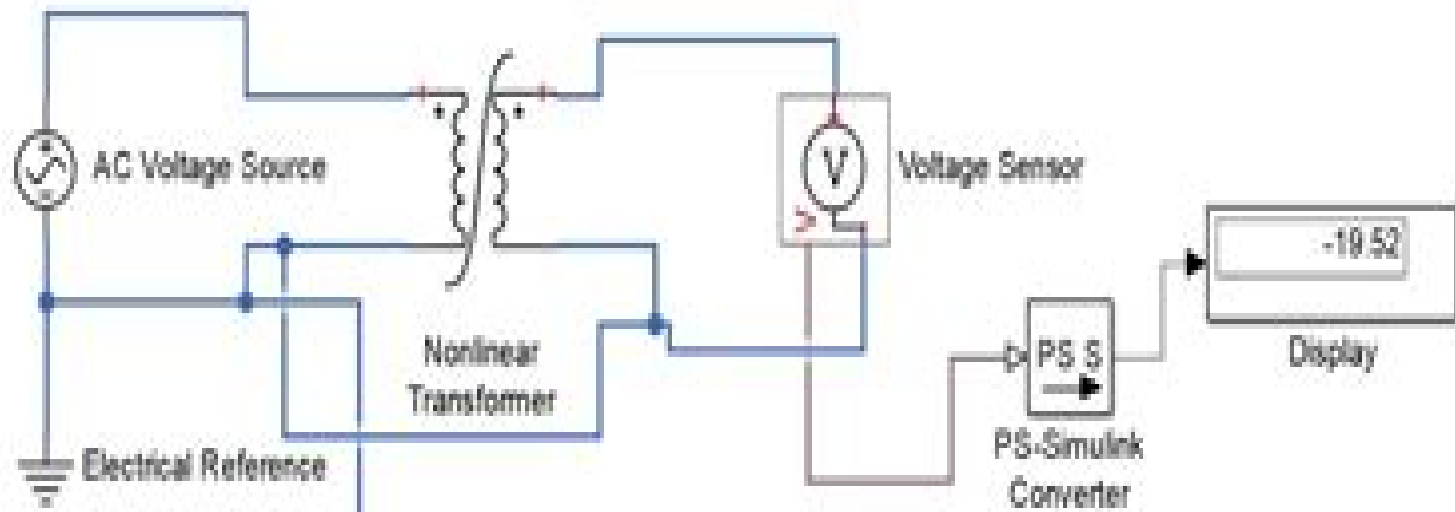 AC Voltage Source
V
Voltage Sensor
-19.52
Nonlinear
Transformer
PS S
Display
Electrical Reference
PS-Simulink
Converter